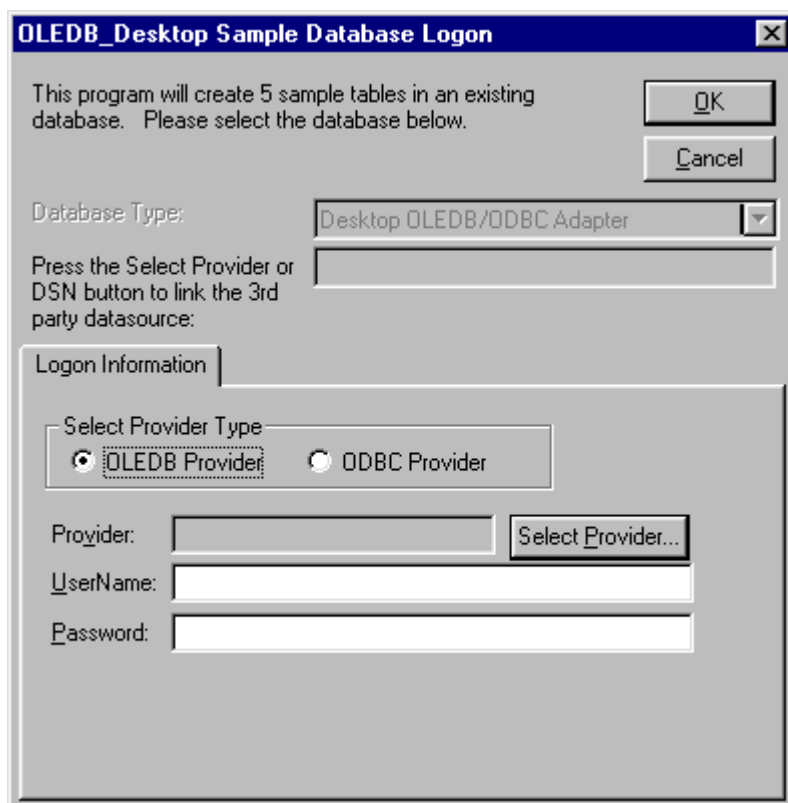 OLEDB_Desktop Sample Database Logon
This program will create 5 sample tables in an existing
database.   Please select the database below.
OK
Cancel
Database Type:
Desktop OLEDB/ODBC Adapter
Press the Select Provider or
DSN button to link the 3rd
party datasource:
Logon Information
Select Provider Type
OLEDB Provider
ODBC Provider
Provider:
Select Provider...
UserName:
Password: